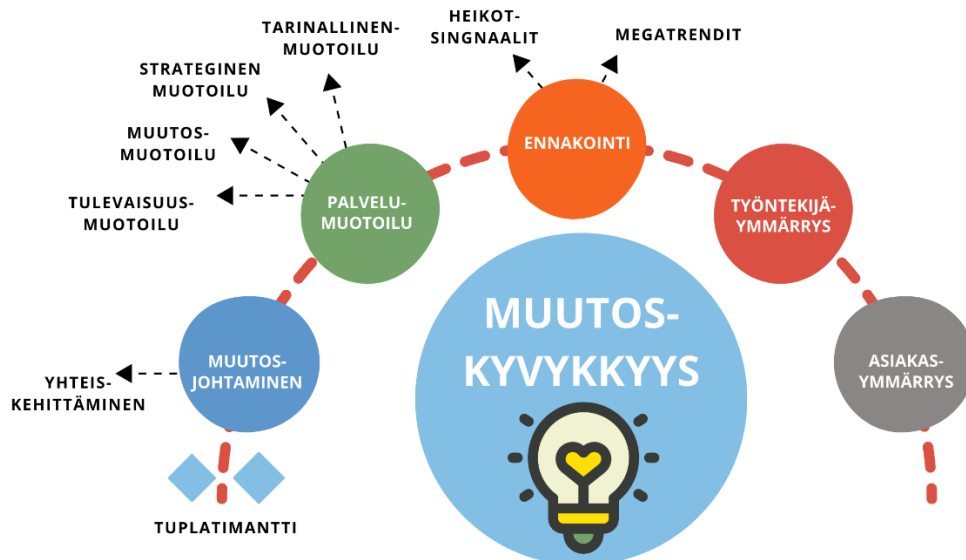 TARINALLINEN-
MUOTOILU
HEIKOT-
SINGNAALIT
MEGATRENDIT
STRATEGINEN
MUOTOILU
MUUTOS-
MUOTOILU
TULEVAISUUS-
MUOTOILU
PALVELU-
MUOTOILU
ENNAKOINTI
TYÖNTEKIJÄ-
YMMÄRRYS
MUUTOS-
KYVYKKYYS
MUUTOS-
JOHTAMINEN
YHTEIS-
KEHITTÄMINEN
ASIAKAS-
YMMÄRRYS
TUPLATIMANTTI